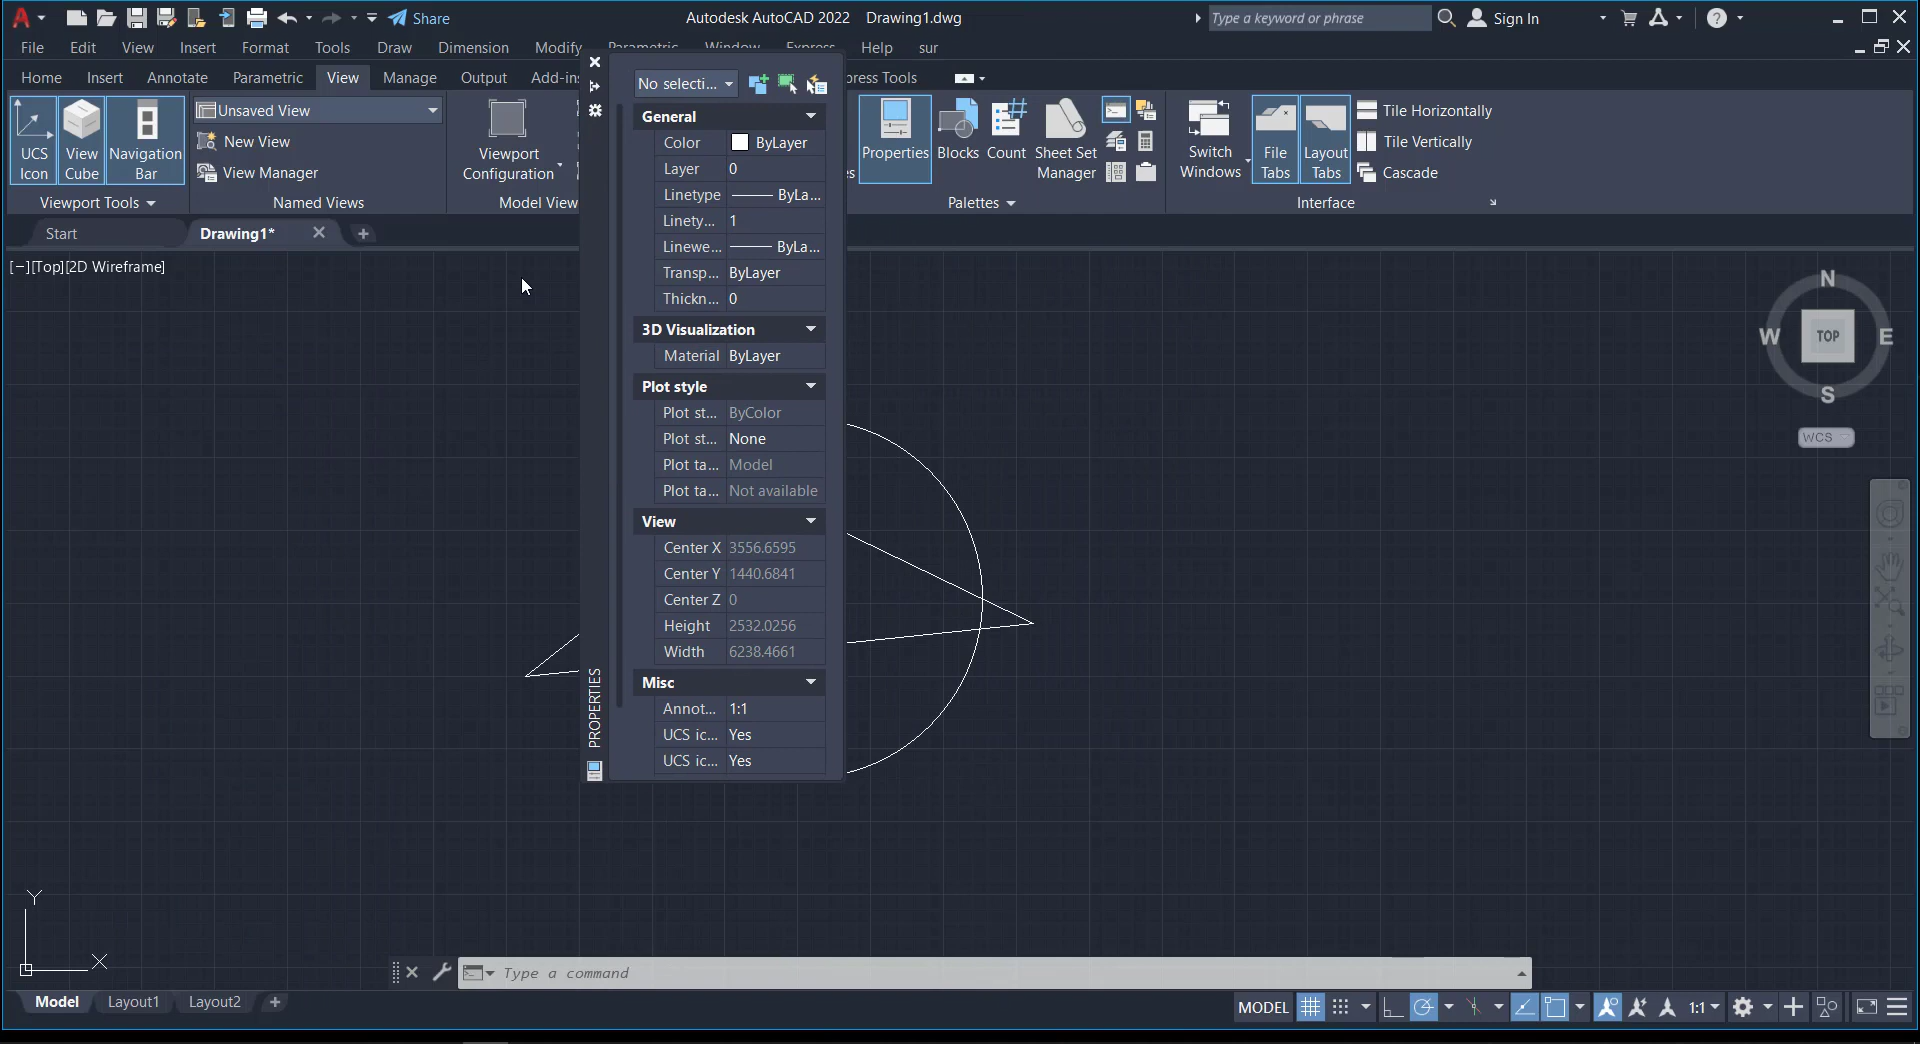 Share
Autodesk AutoCAD 2022 Drawing1.dwg
Type a keyword or phrase
Sign In
File Edit View Insert Format Tools Draw Dimension Modify Parametric Window Express Help sur
Home Insert Annotate Parametric View Manage Output Add-ins press Tools
UCS Icon
View Cube
Navigation Bar
Unsaved View
New View
View Manager
Viewport Configuration
Properties
Blocks
Count
Sheet Set Manager
Switch Windows
File Tabs
Layout Tabs
Tile Horizontally
Tile Vertically
Cascade
Viewport Tools
Named Views
Model View
Palettes
Interface
Start
Drawing1*
[−][Top][2D Wireframe]
No selecti...
General
Color ByLayer
Layer 0
Linetype ByLa...
Linety... 1
Linewe... ByLa...
Transp... ByLayer
Thickn... 0
3D Visualization
Material ByLayer
Plot style
Plot st... ByColor
Plot st... None
Plot ta... Model
Plot ta... Not available
View
Center X 3556.6595
Center Y 1440.6841
Center Z 0
Height 2532.0256
Width 6238.4661
Misc
Annot... 1:1
UCS ic... Yes
UCS ic... Yes
PROPERTIES
N
W TOP E
S
WCS
Y
X
Type a command
Model Layout1 Layout2
MODEL
1:1